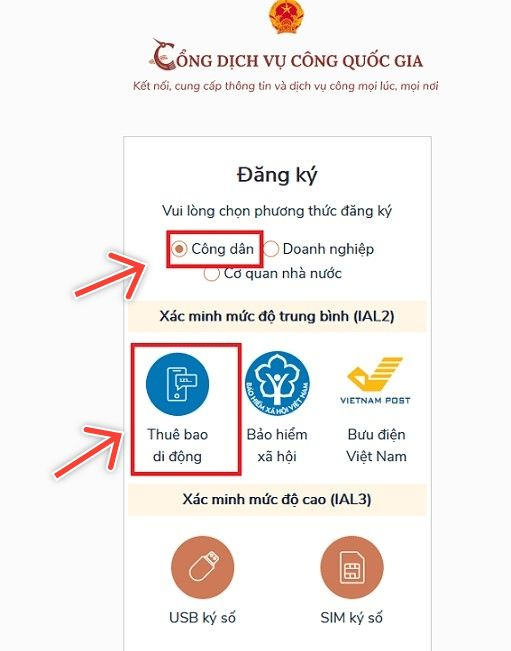 CỔNG DỊCH VỤ CÔNG QUỐC GIA
Kết nối, cung cấp thông tin và dịch vụ công mọi lúc, mọi nơi
Đăng ký
Vui lòng chọn phương thức đăng ký
Công dân Doanh nghiệp
Cơ quan nhà nước
Xác minh mức độ trung bình (IAL2)
123...
BẢO HIỂM XÃ HỘI VIỆT NAM
VIETNAM POST
Thuê bao
di động
Bảo hiểm
xã hội
Bưu điện
Việt Nam
Xác minh mức độ cao (IAL3)
USB ký số
SIM ký số